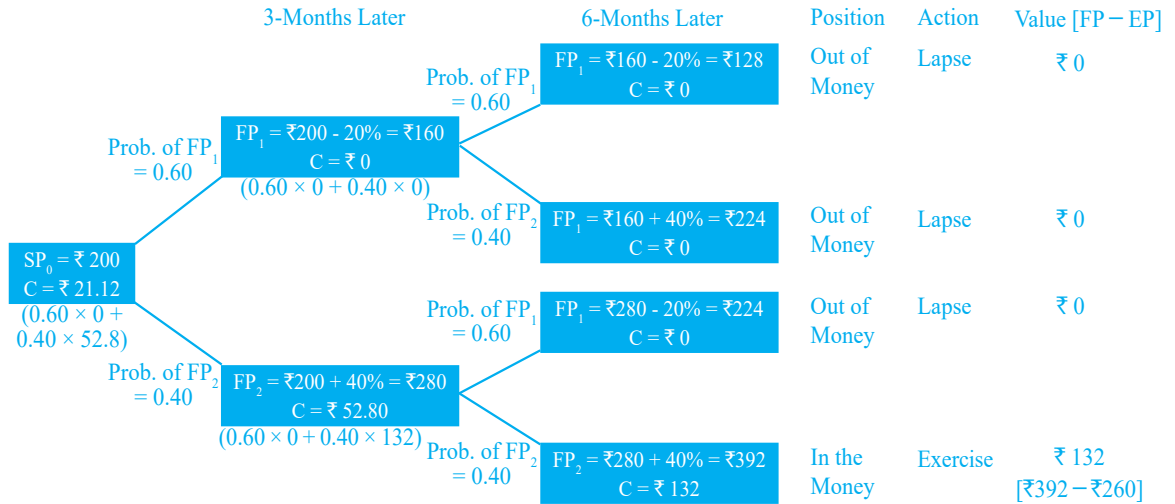 3-Months Later
6-Months Later
Position
Action
Value [FP – EP]
FP₁ = ₹160 - 20% = ₹128
C = ₹ 0
Out of
Money
Lapse
₹ 0
Prob. of FP₁
= 0.60
FP₁ = ₹200 - 20% = ₹160
C = ₹ 0
(0.60 × 0 + 0.40 × 0)
Prob. of FP₁
= 0.60
Prob. of FP₂
= 0.40
FP₁ = ₹160 + 40% = ₹224
C = ₹ 0
Out of
Money
Lapse
₹ 0
SP₀ = ₹ 200
C = ₹ 21.12
(0.60 × 0 +
0.40 × 52.8)
Prob. of FP₁
= 0.60
FP₁ = ₹280 - 20% = ₹224
C = ₹ 0
Out of
Money
Lapse
₹ 0
Prob. of FP₂
= 0.40
FP₂ = ₹200 + 40% = ₹280
C = ₹ 52.80
(0.60 × 0 + 0.40 × 132)
Prob. of FP₂
= 0.40
FP₂ = ₹280 + 40% = ₹392
C = ₹ 132
In the
Money
Exercise
₹ 132
[₹392 – ₹260]